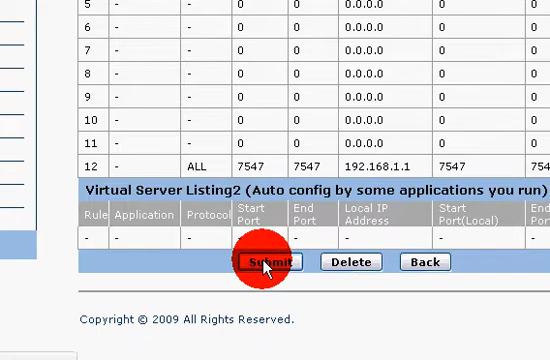 5 - - 0 0 0.0.0.0 0 0
6 - - 0 0 0.0.0.0 0 0
7 - - 0 0 0.0.0.0 0 0
8 - - 0 0 0.0.0.0 0 0
9 - - 0 0 0.0.0.0 0 0
10 - - 0 0 0.0.0.0 0 0
11 - - 0 0 0.0.0.0 0 0
12 - ALL 7547 7547 192.168.1.1 7547 754
Virtual Server Listing2 (Auto config by some applications you run)
Rule Application Protocol Start Port End Port Local IP Address Start Port(Local) End Port
- - - - - - - -
Submit Delete Back
Copyright © 2009 All Rights Reserved.